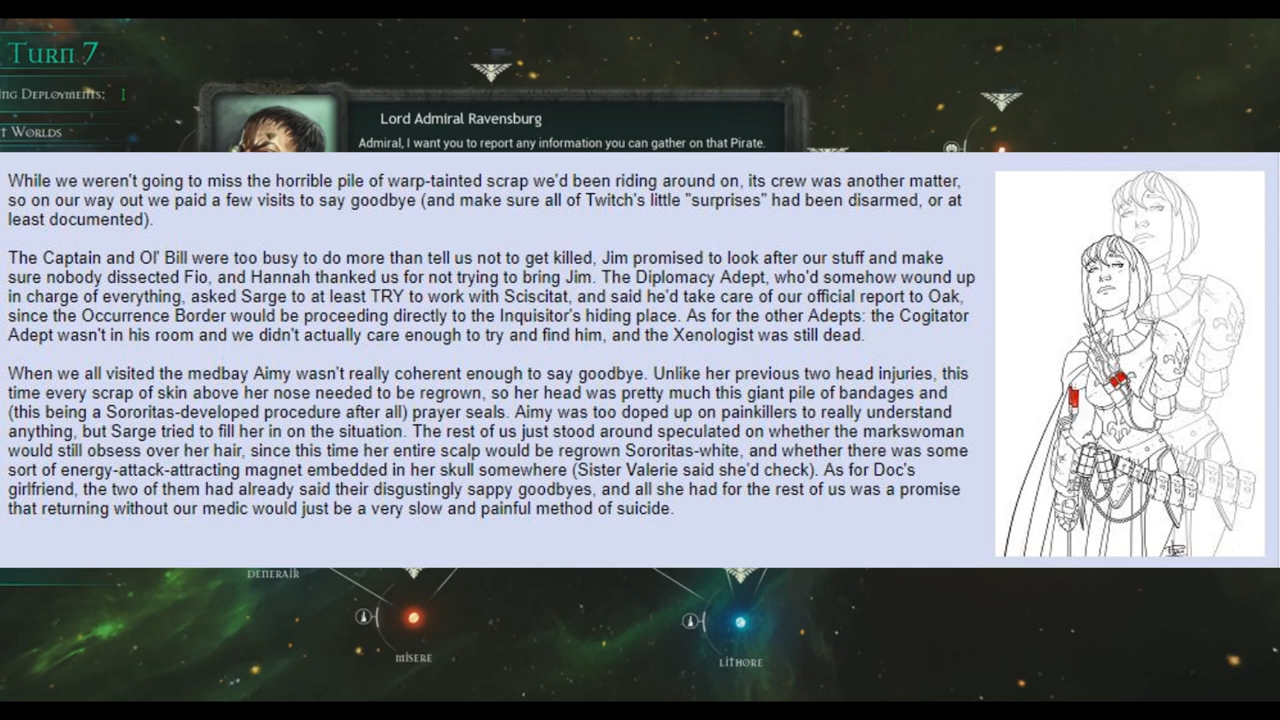 Turn 7
ng Deployments: 1
t Worlds
Lord Admiral Ravensburg
Admiral, I want you to report any information you can gather on that Pirate.
While we weren't going to miss the horrible pile of warp-tainted scrap we'd been riding around on, its crew was another matter,
so on our way out we paid a few visits to say goodbye (and make sure all of Twitch's little "surprises" had been disarmed, or at
least documented).
The Captain and Ol' Bill were too busy to do more than tell us not to get killed, Jim promised to look after our stuff and make
sure nobody dissected Fio, and Hannah thanked us for not trying to bring Jim. The Diplomacy Adept, who'd somehow wound up
in charge of everything, asked Sarge to at least TRY to work with Sciscitat, and said he'd take care of our official report to Oak,
since the Occurrence Border would be proceeding directly to the Inquisitor's hiding place. As for the other Adepts: the Cogitator
Adept wasn't in his room and we didn't actually care enough to try and find him, and the Xenologist was still dead.
When we all visited the medbay Aimy wasn't really coherent enough to say goodbye. Unlike her previous two head injuries, this
time every scrap of skin above her nose needed to be regrown, so her head was pretty much this giant pile of bandages and
(this being a Sororitas-developed procedure after all) prayer seals. Aimy was too doped up on painkillers to really understand
anything, but Sarge tried to fill her in on the situation. The rest of us just stood around speculated on whether the markswoman
would still obsess over her hair, since this time her entire scalp would be regrown Sororitas-white, and whether there was some
sort of energy-attack-attracting magnet embedded in her skull somewhere (Sister Valerie said she'd check). As for Doc's
girlfriend, the two of them had already said their disgustingly sappy goodbyes, and all she had for the rest of us was a promise
that returning without our medic would just be a very slow and painful method of suicide.
Denerair
Misere
Lithore